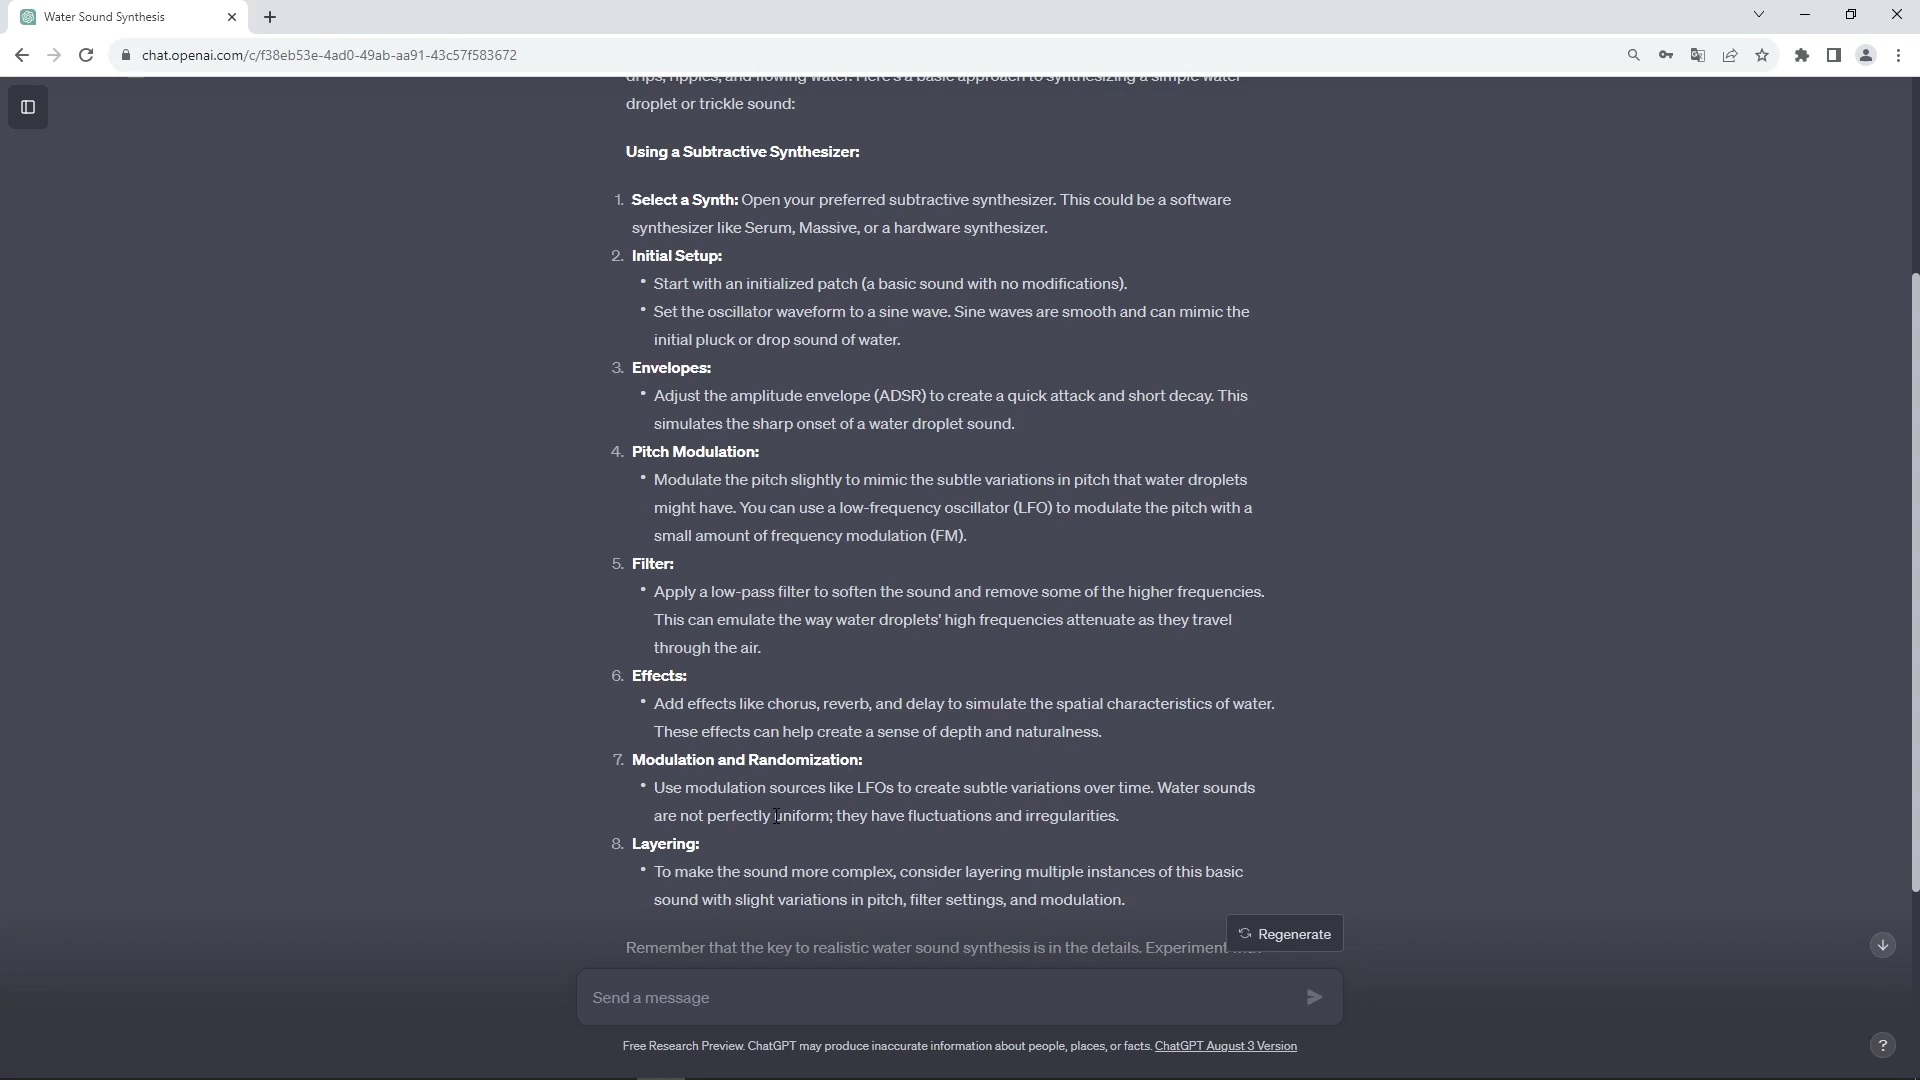 Water Sound Synthesis
chat.openai.com/c/f38eb53e-4ad0-49ab-aa91-43c57f583672
drips, ripples, and flowing water. Here's a basic approach to synthesizing a simple water
droplet or trickle sound:
Using a Subtractive Synthesizer:
1. Select a Synth: Open your preferred subtractive synthesizer. This could be a software
synthesizer like Serum, Massive, or a hardware synthesizer.
2. Initial Setup:
• Start with an initialized patch (a basic sound with no modifications).
• Set the oscillator waveform to a sine wave. Sine waves are smooth and can mimic the
initial pluck or drop sound of water.
3. Envelopes:
• Adjust the amplitude envelope (ADSR) to create a quick attack and short decay. This
simulates the sharp onset of a water droplet sound.
4. Pitch Modulation:
• Modulate the pitch slightly to mimic the subtle variations in pitch that water droplets
might have. You can use a low-frequency oscillator (LFO) to modulate the pitch with a
small amount of frequency modulation (FM).
5. Filter:
• Apply a low-pass filter to soften the sound and remove some of the higher frequencies.
This can emulate the way water droplets' high frequencies attenuate as they travel
through the air.
6. Effects:
• Add effects like chorus, reverb, and delay to simulate the spatial characteristics of water.
These effects can help create a sense of depth and naturalness.
7. Modulation and Randomization:
• Use modulation sources like LFOs to create subtle variations over time. Water sounds
are not perfectly uniform; they have fluctuations and irregularities.
8. Layering:
• To make the sound more complex, consider layering multiple instances of this basic
sound with slight variations in pitch, filter settings, and modulation.
Regenerate
Remember that the key to realistic water sound synthesis is in the details. Experiment
Send a message
Free Research Preview. ChatGPT may produce inaccurate information about people, places, or facts. ChatGPT August 3 Version
?